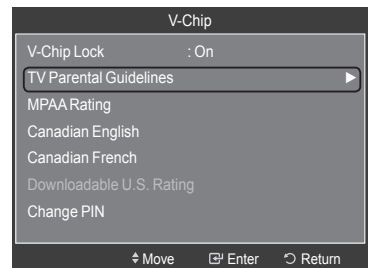 V-Chip
V-Chip Lock : On
TV Parental Guidelines
MPAA Rating
Canadian English
Canadian French
Downloadable U.S. Rating
Change PIN
Move Enter Return